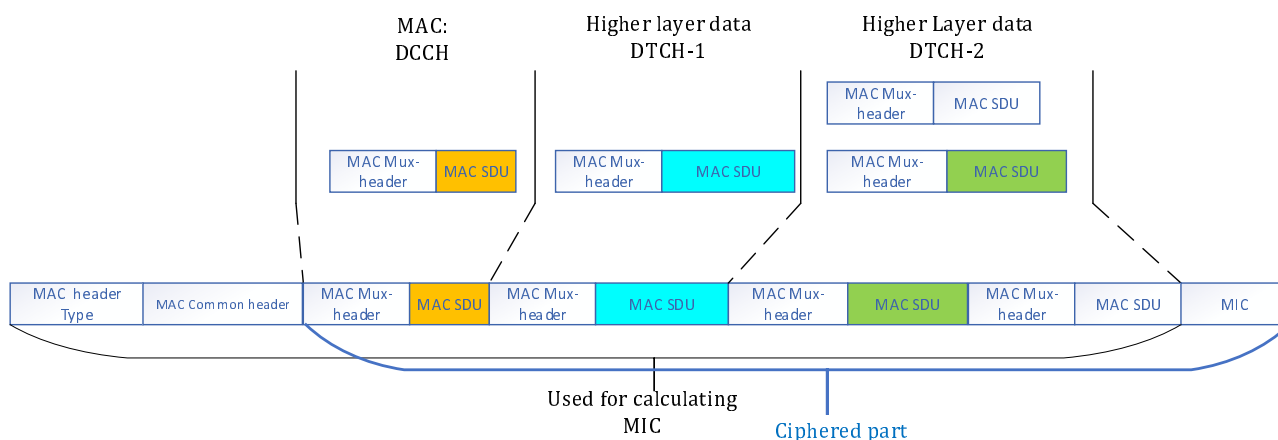 MAC:
DCCH
Higher layer data
DTCH-1
Higher Layer data
DTCH-2
MAC Mux-
header
MAC SDU
MAC Mux-
header
MAC SDU
MAC Mux-
header
MAC SDU
MAC Mux-
header
MAC SDU
MAC header
Type
MAC Common header
MAC Mux-
header
MAC SDU
MAC Mux-
header
MAC SDU
MAC Mux-
header
MAC SDU
MAC Mux-
header
MAC SDU
MIC
Used for calculating
MIC
Ciphered part